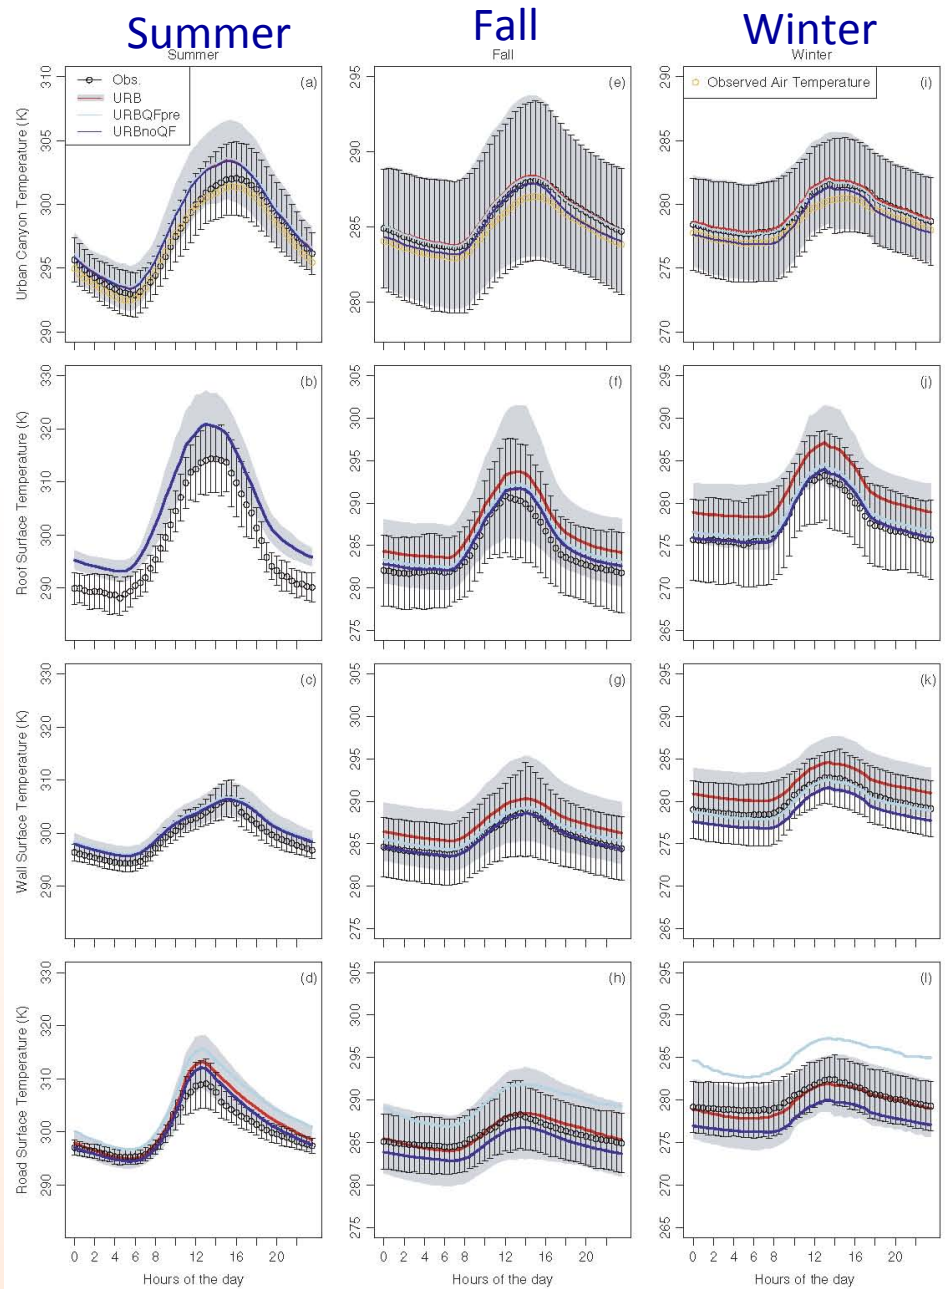 Summer Fall Winter
Summer Fall Winter
Obs.
URB
URBQFpre
URBnoQF
(a)
Urban Canyon Temperature (K)
290 295 300 305 310
(e)
280 285 290 295
Observed Air Temperature
(i)
270 275 280 285 290
(b)
Roof Surface Temperature (K)
290 300 310 320 330
(f)
275 280 285 290 295 300 305
(j)
265 270 275 280 285 290 295
(c)
Wall Surface Temperature (K)
290 300 310 320 330
(g)
275 280 285 290 295 300 305
(k)
265 270 275 280 285 290 295
(d)
Road Surface Temperature (K)
290 300 310 320 330
(h)
275 280 285 290 295 300 305
(l)
265 270 275 280 285 290 295
0 2 4 6 8 12 16 20
0 2 4 6 8 12 16 20
0 2 4 6 8 12 16 20
Hours of the day
Hours of the day
Hours of the day